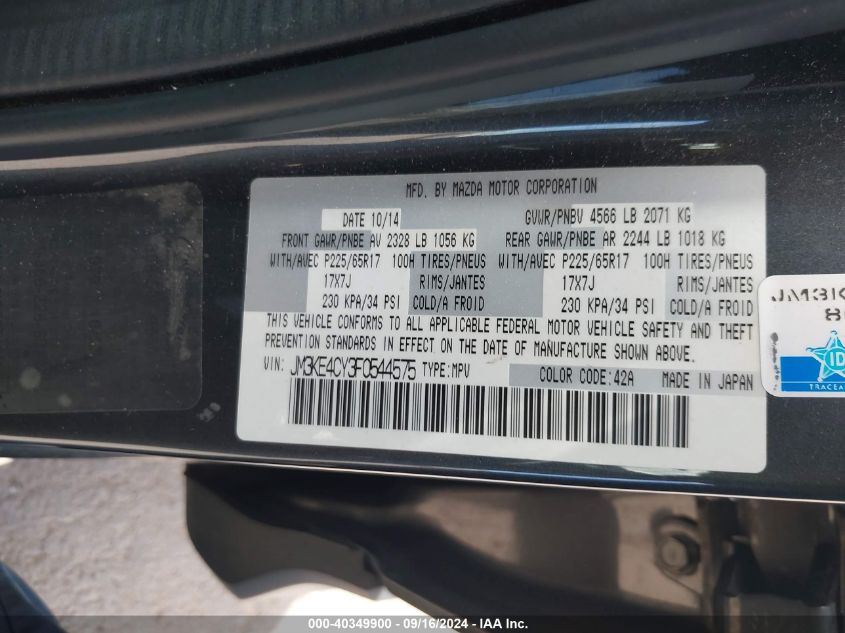 MFD. BY MAZDA MOTOR CORPORATION
DATE 10/14 GVWR/PNBV 4566 LB 2071 KG
FRONT GAWR/PNBE AV 2328 LB 1056 KG REAR GAWR/PNBE AR 2244 LB 1018 KG
WITH/AVEC P225/65R17 100H TIRES/PNEUS WITH/AVEC P225/65R17 100H TIRES/PNEUS
17X7J RIMS/JANTES 17X7J RIMS/JANTES
230 KPA/34 PSI COLD/A FROID 230 KPA/34 PSI COLD/A FROID
THIS VEHICLE CONFORMS TO ALL APPLICABLE FEDERAL MOTOR VEHICLE SAFETY AND THEFT
PREVENTION STANDARDS IN EFFECT ON THE DATE OF MANUFACTURE SHOWN ABOVE.
VIN: JM3KE4CY3F0544575 TYPE:MPV COLOR CODE:42A MADE IN JAPAN
JM3K
8
ID
TRACEA
000-40349900 - 09/16/2024 - IAA Inc.